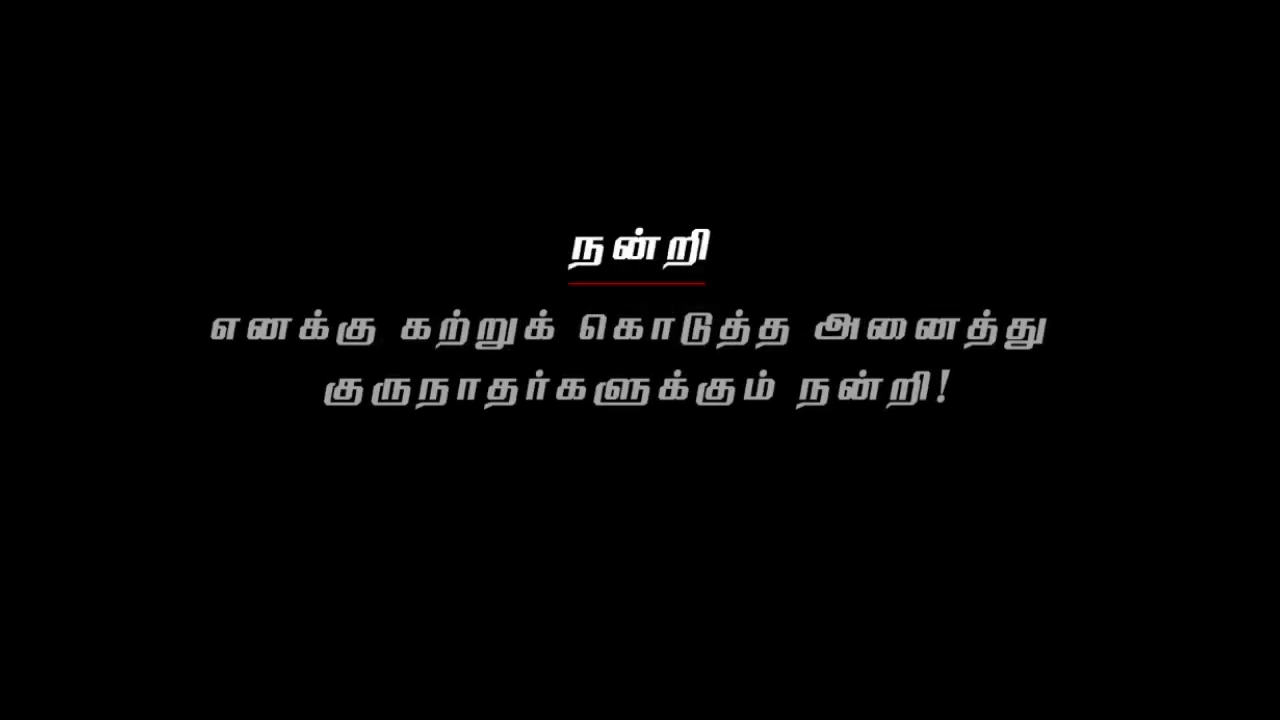 நன்றி
எனக்கு கற்றுக் கொடுத்த அனைத்து
குருநாதர்களுக்கும் நன்றி!